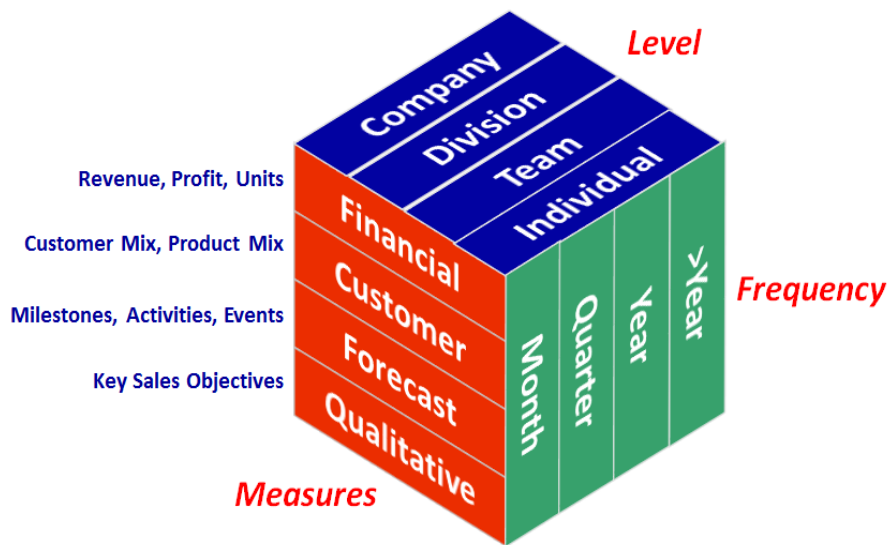 Level
Company
Division
Team
Individual
Revenue, Profit, Units
Customer Mix, Product Mix
Milestones, Activities, Events
Key Sales Objectives
Financial
Customer
Forecast
Qualitative
Measures
Month
Quarter
Year
>Year
Frequency